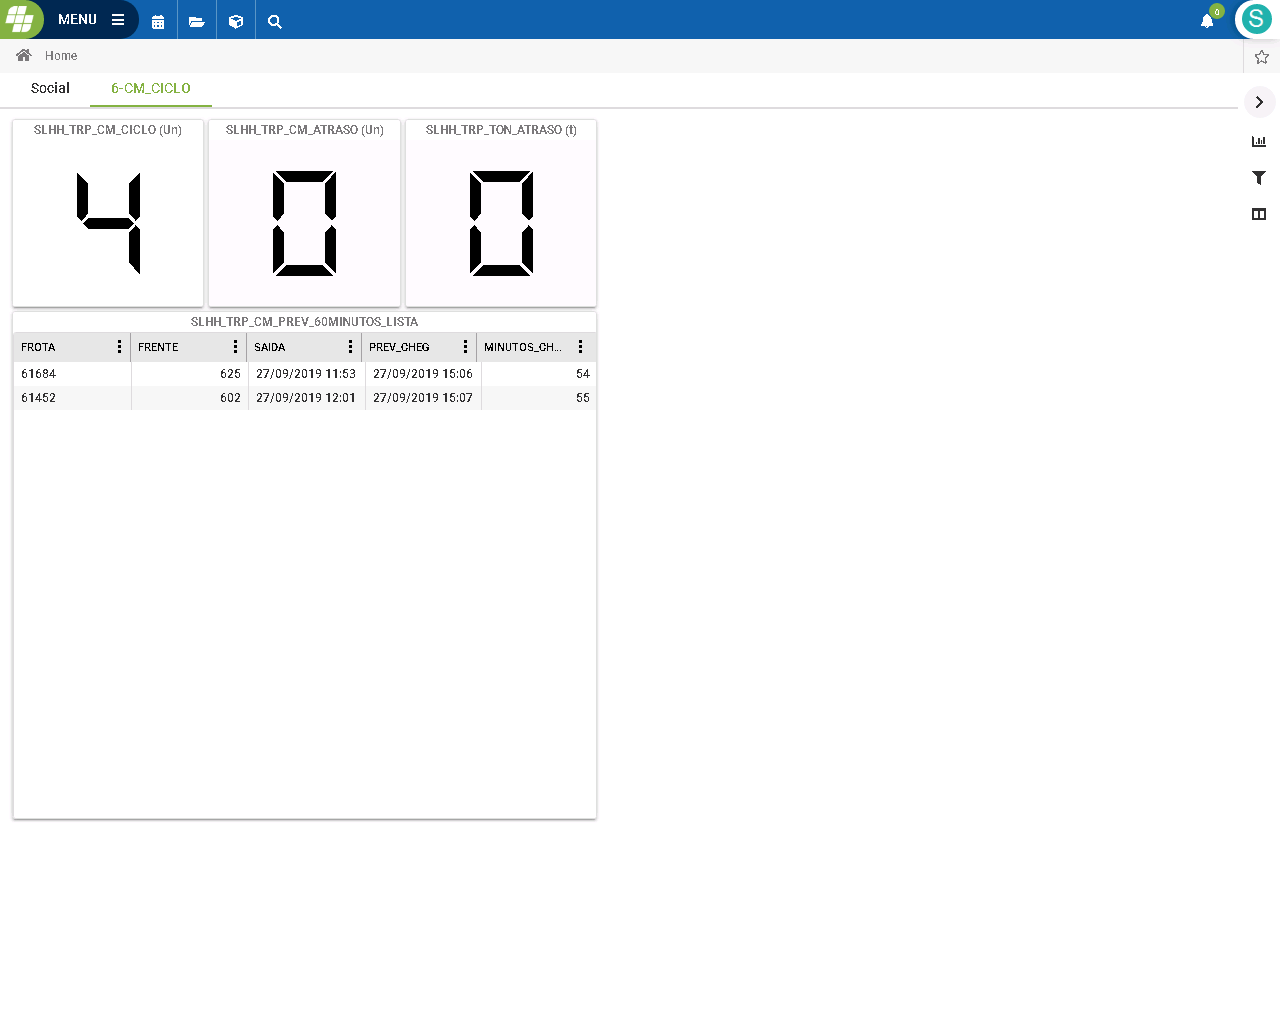 MENU
0
S
Home
Social 6-CM_CICLO
SLHH_TRP_CM_CICLO (Un) SLHH_TRP_CM_ATRASO (Un) SLHH_TRP_TON_ATRASO (t)
4 0 0
SLHH_TRP_CM_PREV_60MINUTOS_LISTA
FROTA FRENTE SAIDA PREV_CHEG MINUTOS_CH...
61684 625 27/09/2019 11:53 27/09/2019 15:06 54
61452 602 27/09/2019 12:01 27/09/2019 15:07 55